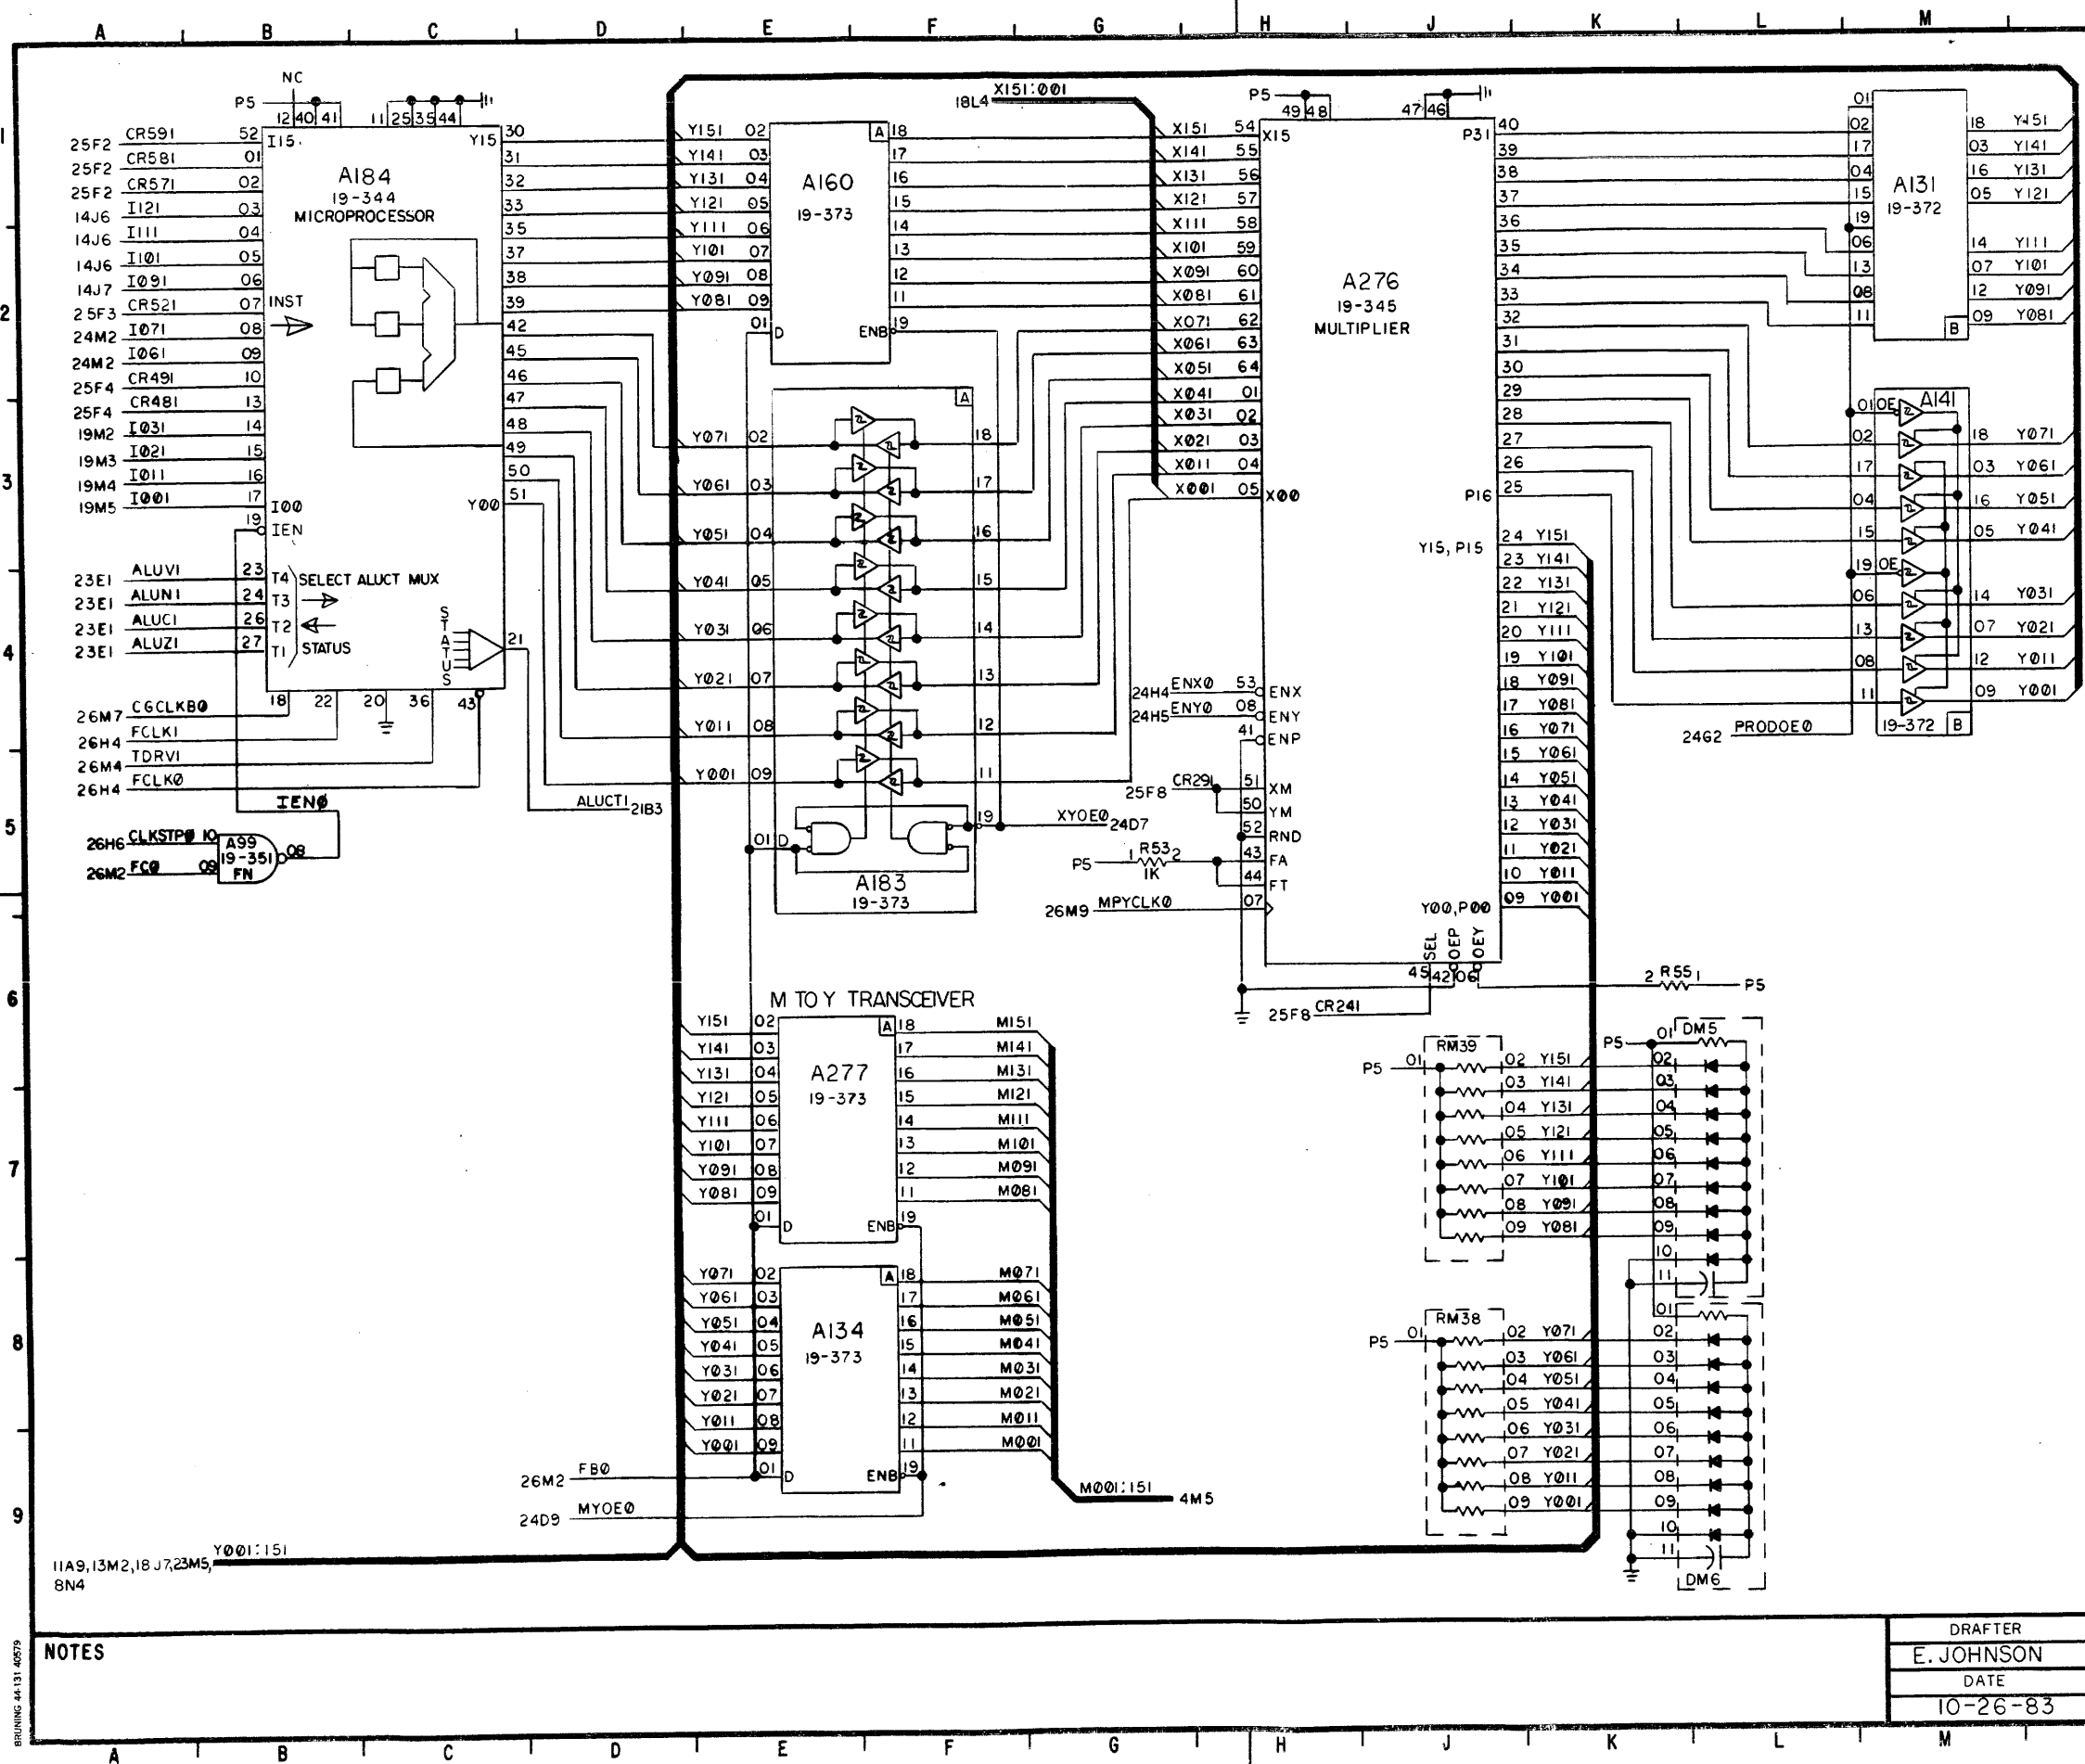 A B C D E F G H J K L M
1
2
3
4
5
6
7
8
9
NC
P5
12 40 41
11 25 35 44
25F2 CR591 52 I15
25F2 CR581 01
25F2 CR571 02
14J6 I121 03
14J6 I111 04
14J6 I101 05
14J7 I091 06
25F3 CR521 07 INST
24M2 I071 08
24M2 I061 09
25F4 CR491 10
25F4 CR481 13
19M2 I031 14
19M3 I021 15
19M4 I011 16
19M5 I001 17 I00
19 IEN
23E1 ALUV1 23 T4 SELECT ALUCT MUX
23E1 ALUN1 24 T3
23E1 ALUC1 26 T2
23E1 ALUZ1 27 T1 STATUS
STATUS
18 22 20 36 43
26M7 CGCLKB0
26H4 FCLK1
26M4 TDRV1
26H4 FCLK0
IEN0
26H6 CLKSTP0 10
26M2 FC0 09
A99
19-351
FN
08
A184
19-344
MICROPROCESSOR
Y15 30
31
32
33
35
37
38
39
42
45
46
47
48
49
50
Y00 51
21
ALUCT1 21B3
X151:001
18L4
Y151 02 A 18
Y141 03 17
Y131 04 16
Y121 05 15
Y111 06 14
Y101 07 13
Y091 08 12
Y081 09 11
01 D ENB 19
A160
19-373
A
Y071 02 18
Y061 03 17
Y051 04 16
Y041 05 15
Y031 06 14
Y021 07 13
Y011 08 12
Y001 09 11
01 D 19
A183
19-373
XYOE0 24D7
X151 54 X15
X141 55
X131 56
X121 57
X111 58
X101 59
X091 60
X081 61
X071 62
X061 63
X051 64
X041 01
X031 02
X021 03
X011 04
X001 05 X00
P5
49 48
47 46
A276
19-345
MULTIPLIER
24H4 ENX0 53 ENX
24H5 ENY0 08 ENY
41 ENP
25F8 CR291 51 XM
50 YM
52 RND
P5 1 R53 2 43 FA
1K
44 FT
26M9 MPYCLK0 07
P31 40
39
38
37
36
35
34
33
32
31
30
29
28
27
26
P16 25
Y15, P15 24 Y151
23 Y141
22 Y131
21 Y121
20 Y111
19 Y101
18 Y091
17 Y081
16 Y071
15 Y061
14 Y051
13 Y041
12 Y031
11 Y021
10 Y011
Y00, P00 09 Y001
SEL OEP OEY
45 42 06
25F8 CR241
2 R55 1 P5
01
02 18 Y151
17 03 Y141
04 16 Y131
15 05 Y121
19
06 14 Y111
13 07 Y101
08 12 Y091
11 B 09 Y081
A131
19-372
01 OE A141
02 18 Y071
17 03 Y061
04 16 Y051
15 05 Y041
19 OE
06 14 Y031
13 07 Y021
08 12 Y011
11 09 Y001
19-372 B
24G2 PRODOE0
M TO Y TRANSCEIVER
Y151 02 A 18 M151
Y141 03 17 M141
Y131 04 16 M131
Y121 05 15 M121
Y111 06 14 M111
Y101 07 13 M101
Y091 08 12 M091
Y081 09 11 M081
01 D ENB 19
A277
19-373
Y071 02 A 18 M071
Y061 03 17 M061
Y051 04 16 M051
Y041 05 15 M041
Y031 06 14 M031
Y021 07 13 M021
Y011 08 12 M011
Y001 09 11 M001
01 D ENB 19
A134
19-373
26M2 FB0
24D9 MYOE0
M001:151 4M5
RM39
P5 01 02 Y151
03 Y141
04 Y131
05 Y121
06 Y111
07 Y101
08 Y091
09 Y081
P5 01 DM5
02
03
04
05
06
07
08
09
10
11
RM38
P5 01 02 Y071
03 Y061
04 Y051
05 Y041
06 Y031
07 Y021
08 Y011
09 Y001
01
02
03
04
05
06
07
08
09
10
11
DM6
Y001:151
11A9,13M2,18J7,23M5,
8N4
NOTES
DRAFTER
E. JOHNSON
DATE
10-26-83
BRUNING 44-131 40579
A B C D E F G H J K L M